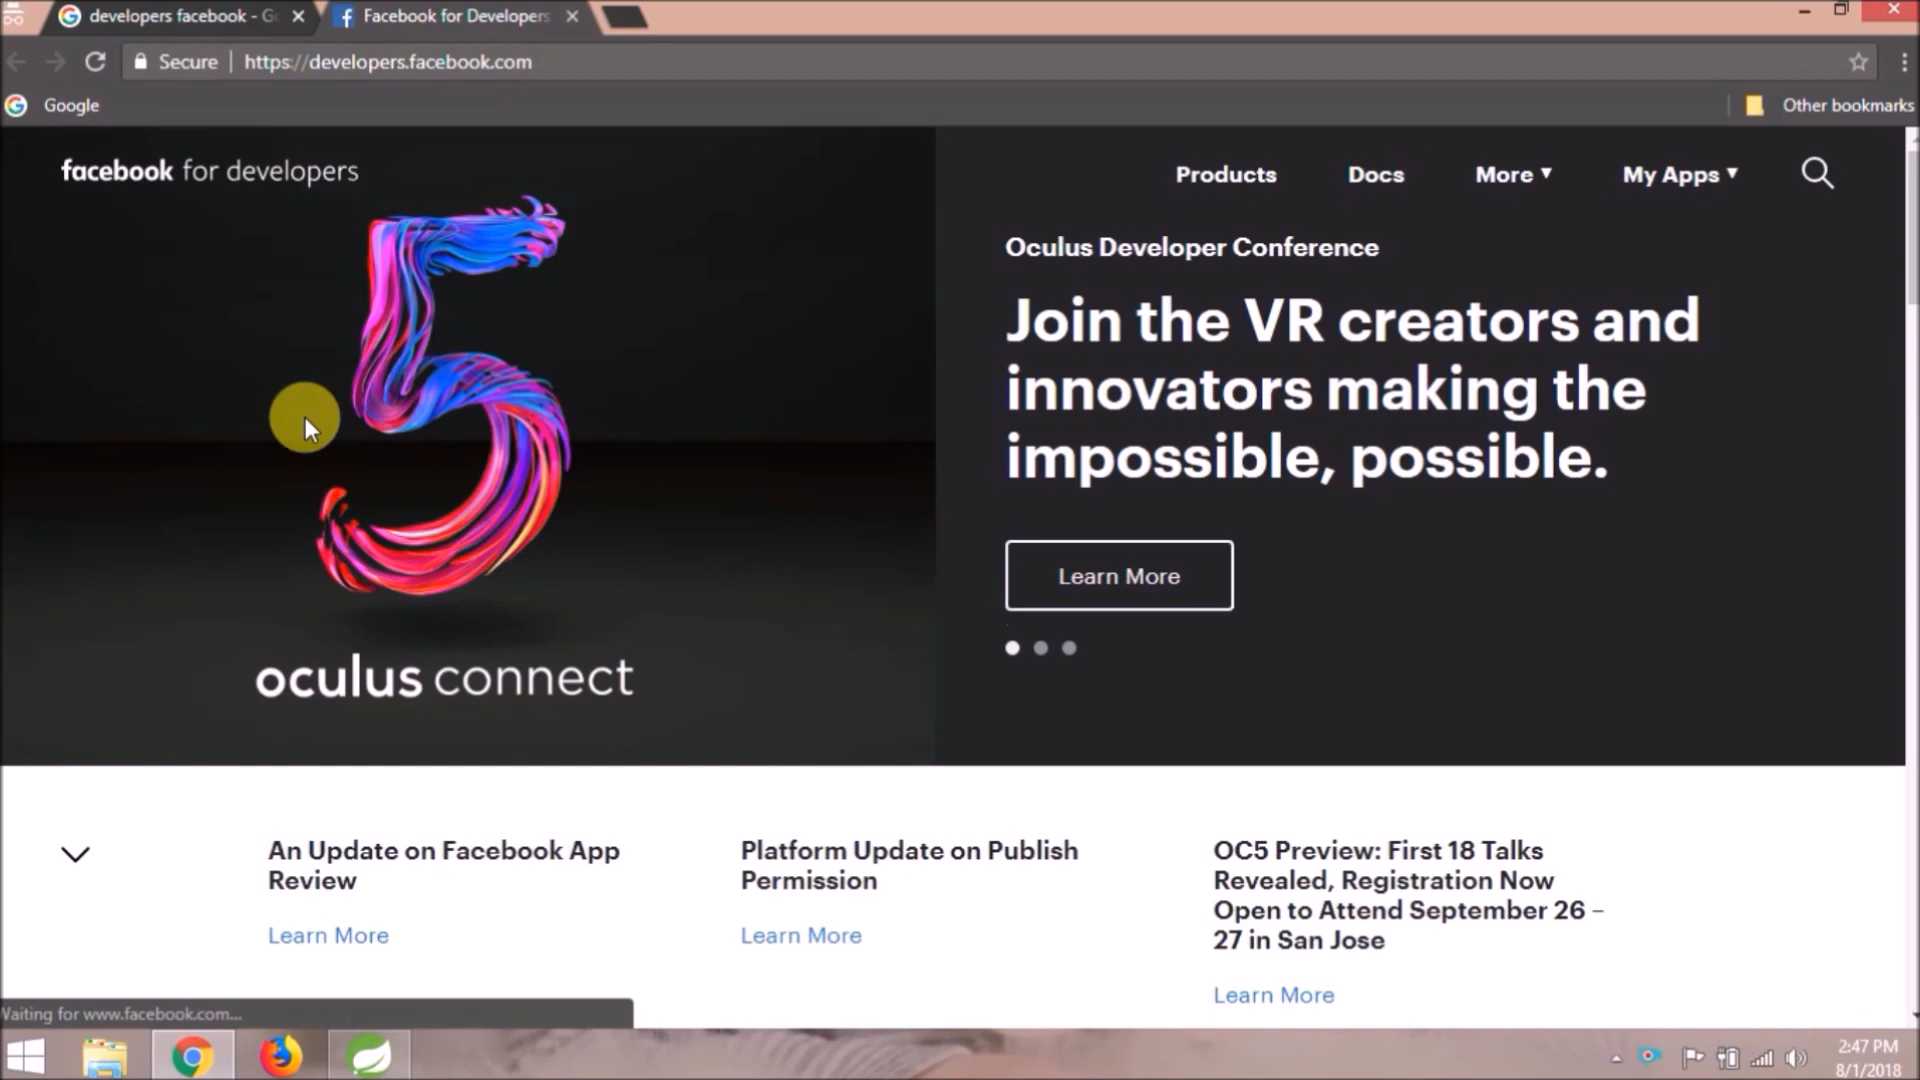 developers facebook - G
Facebook for Developers
Secure
https://developers.facebook.com
Google
Other bookmarks
facebook for developers
Products
Docs
More
My Apps
5
oculus connect
Oculus Developer Conference
Join the VR creators and
innovators making the
impossible, possible.
Learn More
An Update on Facebook App
Review
Learn More
Platform Update on Publish
Permission
Learn More
OC5 Preview: First 18 Talks
Revealed, Registration Now
Open to Attend September 26 –
27 in San Jose
Learn More
Waiting for www.facebook.com...
2:47 PM
8/1/2018